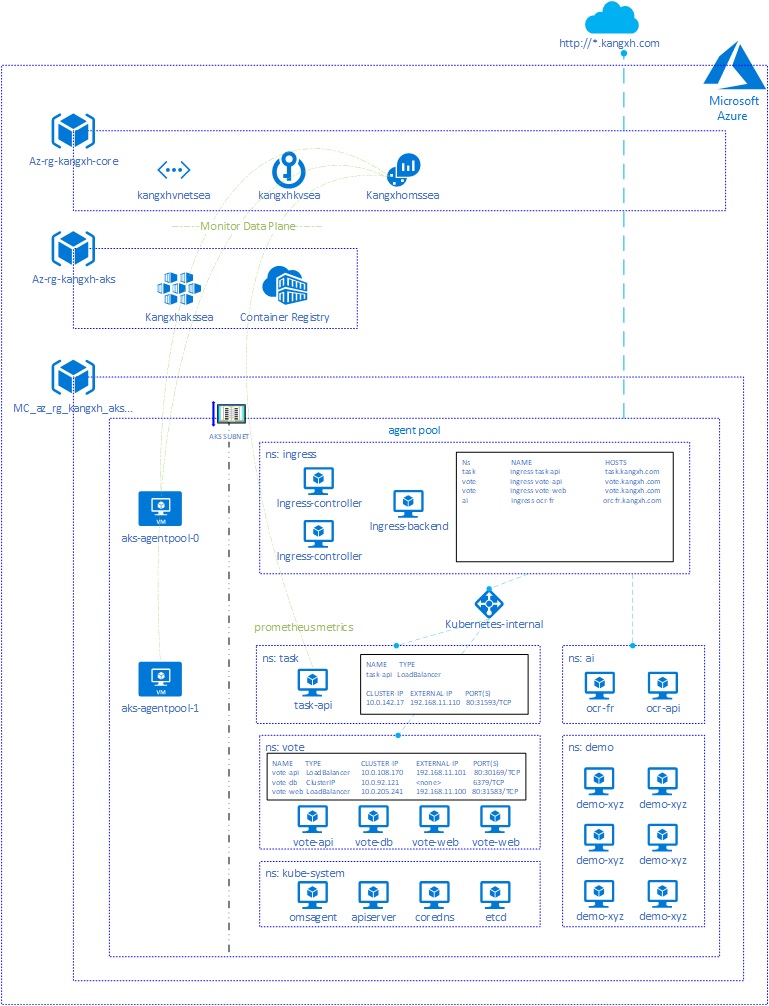 http://*.kangxh.com
Microsoft
Azure
Az-rg-kangxh-core
kangxhvnetsea
kangxhkvsea
Kangxhomssea
Monitor Data Plane
Az-rg-kangxh-aks
Kangxhakssea
Container Registry
MC_az_rg_kangxh_aks...
AKS SUBNET
agent pool
ns: ingress
Ingress-controller
Ingress-backend
Ingress-controller
Ns NAME HOSTS
task ingress task-api task.kangxh.com
vote ingress vote-api vote.kangxh.com
vote ingress vote-web vote.kangxh.com
ai ingress ocr-fr orcfr.kangxh.com
VM
aks-agentpool-0
Kubernetes-internal
prometheusmetrics
ns: task
task-api
NAME TYPE
task-api LoadBalancer
CLUSTER-IP EXTERNAL-IP PORT(S)
10.0.142.17 192.168.11.110 80:31593/TCP
ns: ai
ocr-fr
ocr-api
VM
aks-agentpool-1
ns: vote
NAME TYPE CLUSTER-IP EXTERNAL-IP PORT(S)
vote-api LoadBalancer 10.0.108.170 192.168.11.101 80:30169/TCP
vote-db ClusterIP 10.0.92.121 <none> 6379/TCP
vote-web LoadBalancer 10.0.205.241 192.168.11.100 80:31583/TCP
vote-api
vote-db
vote-web
vote-web
ns: demo
demo-xyz
demo-xyz
demo-xyz
demo-xyz
demo-xyz
demo-xyz
ns: kube-system
omsagent
apiserver
coredns
etcd